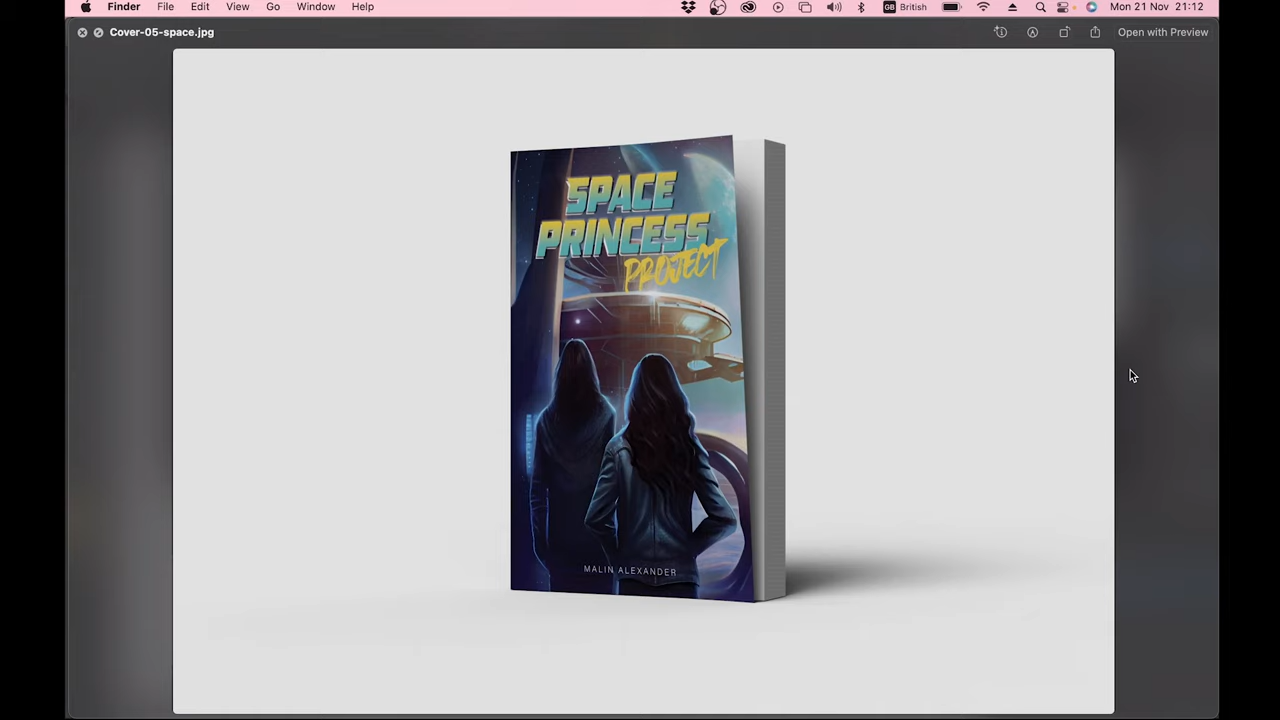 Finder File Edit View Go Window Help GB British Mon 21 Nov 21:12
Cover-05-space.jpg Open with Preview
SPACE
PRINCESS
PROJECT
MALIN ALEXANDER